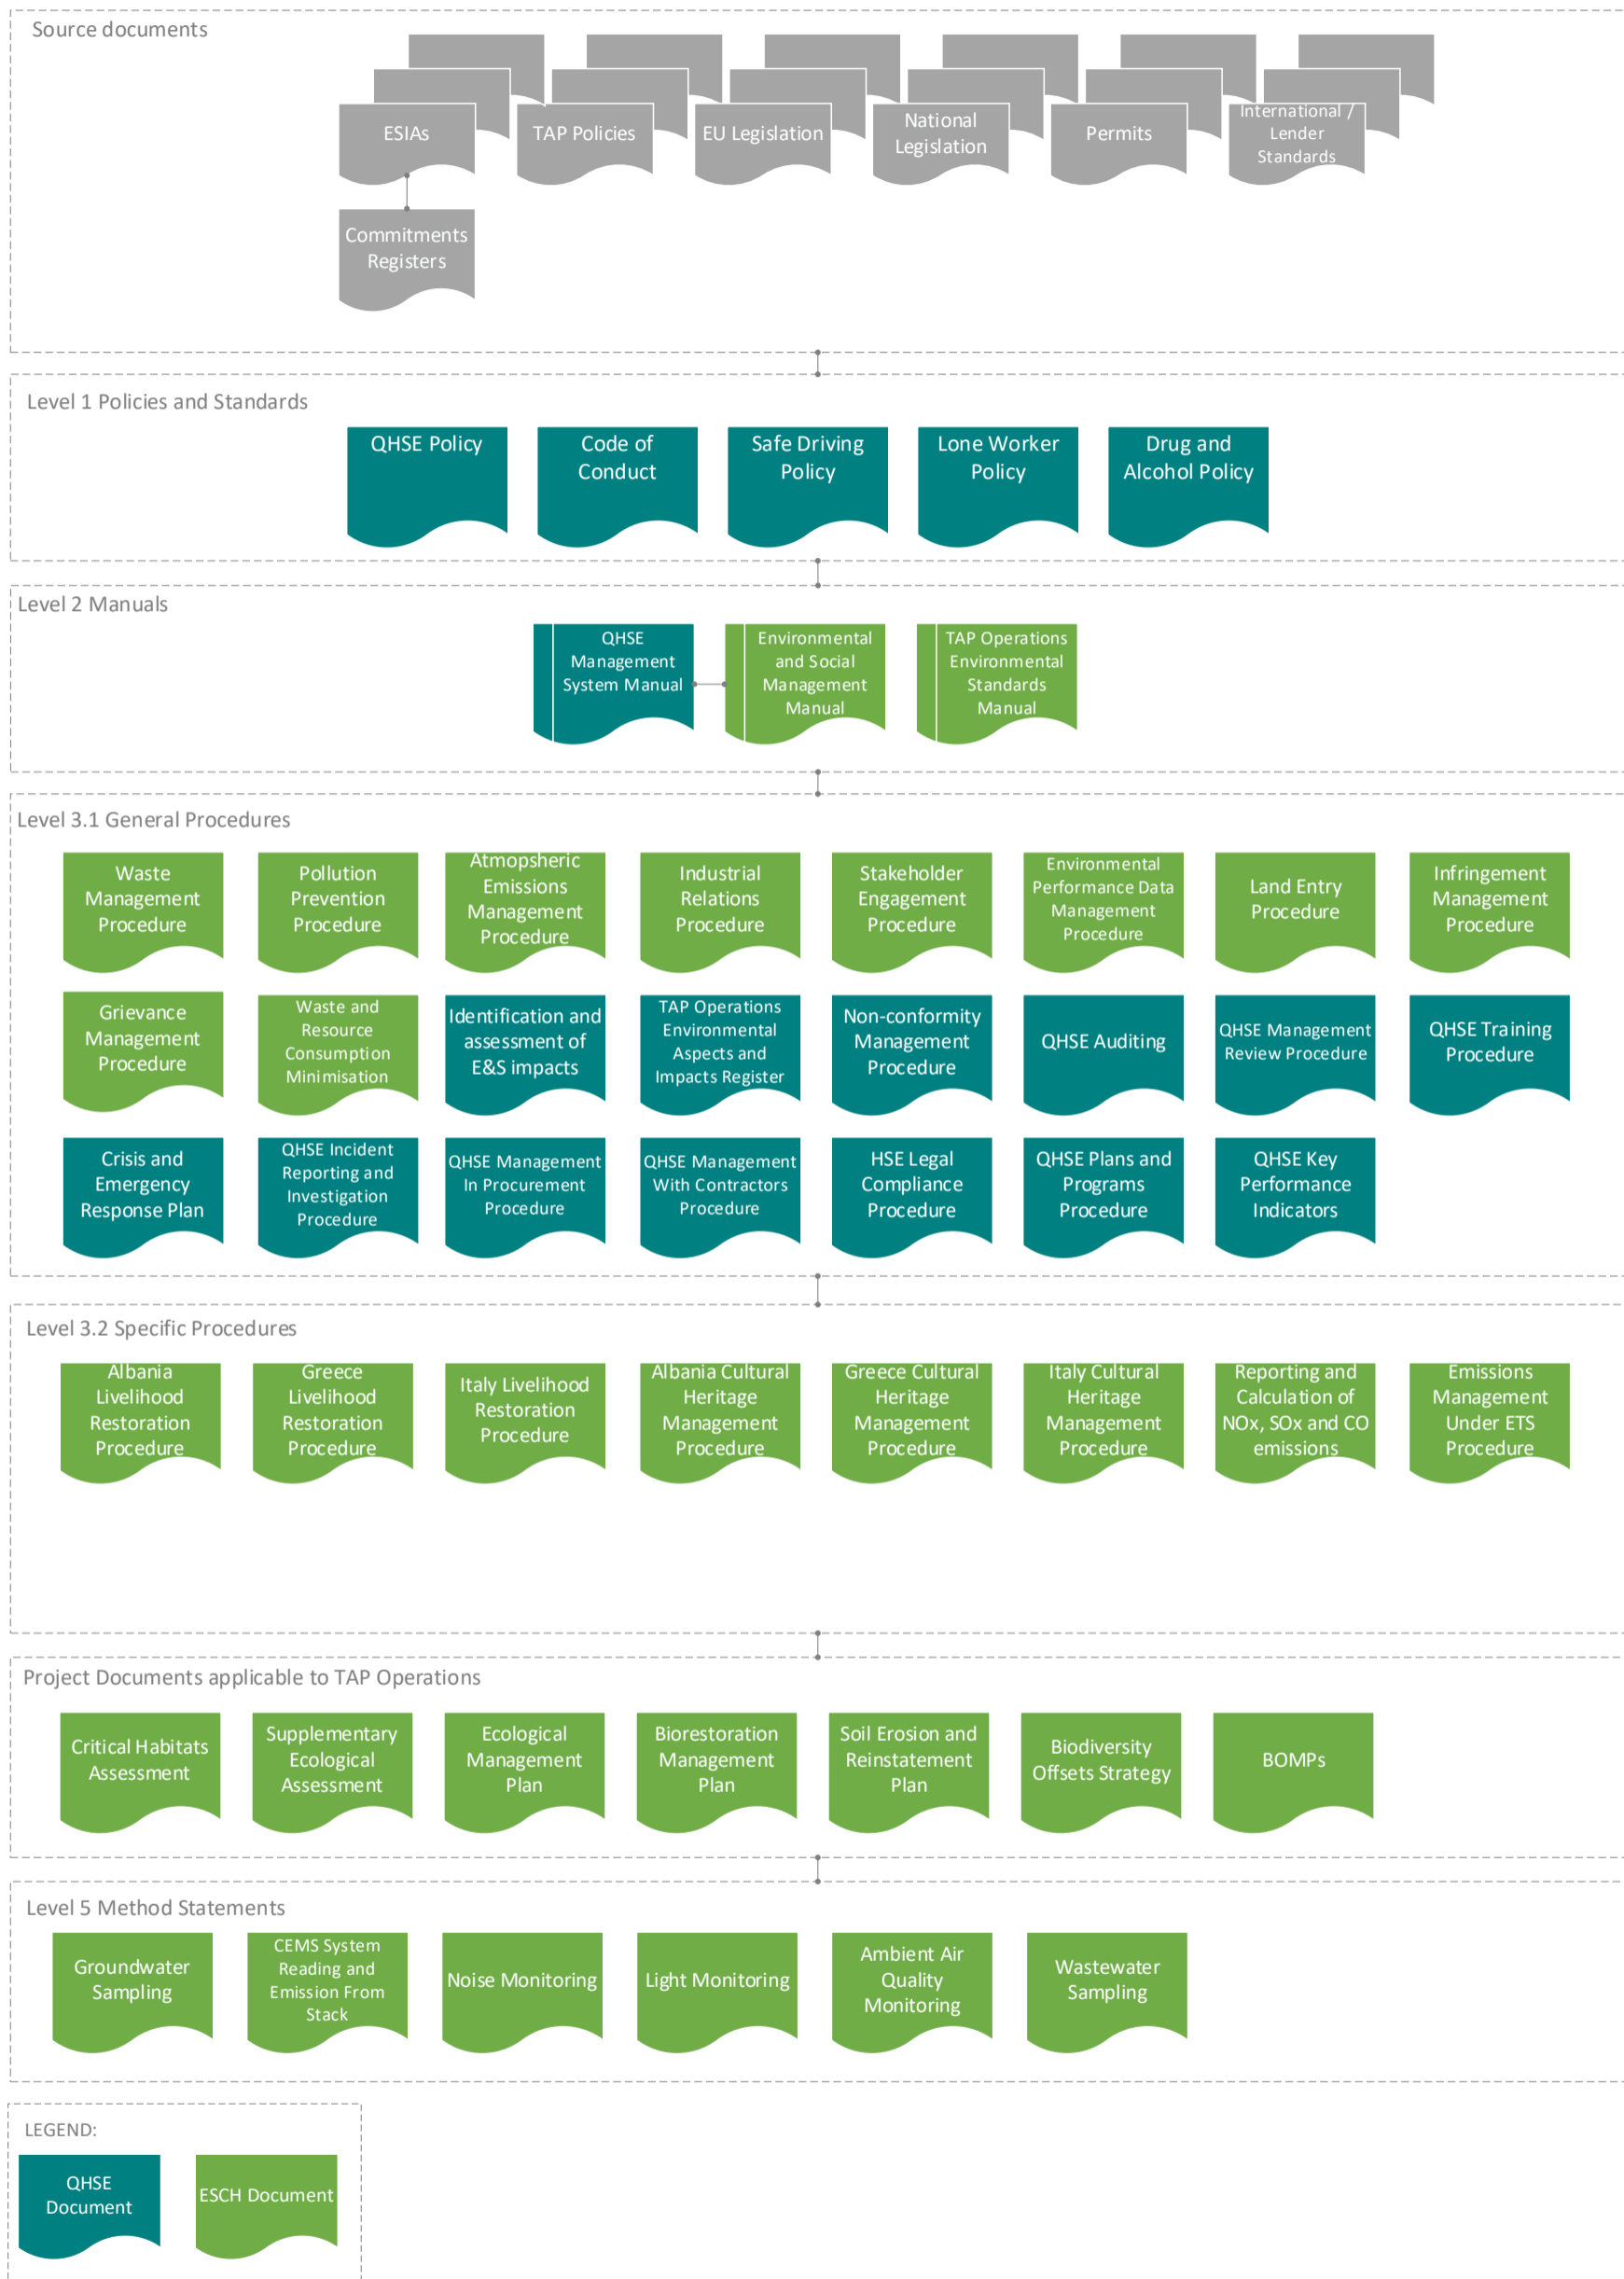 Source documents
ESIAs
TAP Policies
EU Legislation
National
Legislation
Permits
International /
Lender
Standards
Commitments
Registers
Level 1 Policies and Standards
QHSE Policy
Code of
Conduct
Safe Driving
Policy
Lone Worker
Policy
Drug and
Alcohol Policy
Level 2 Manuals
QHSE
Management
System Manual
Environmental
and Social
Management
Manual
TAP Operations
Environmental
Standards
Manual
Level 3.1 General Procedures
Waste
Management
Procedure
Pollution
Prevention
Procedure
Atmopsheric
Emissions
Management
Procedure
Industrial
Relations
Procedure
Stakeholder
Engagement
Procedure
Environmental
Performance Data
Management
Procedure
Land Entry
Procedure
Infringement
Management
Procedure
Grievance
Management
Procedure
Waste and
Resource
Consumption
Minimisation
Identification and
assessment of
E&S impacts
TAP Operations
Environmental
Aspects and
Impacts Register
Non-conformity
Management
Procedure
QHSE Auditing
QHSE Management
Review Procedure
QHSE Training
Procedure
Crisis and
Emergency
Response Plan
QHSE Incident
Reporting and
Investigation
Procedure
QHSE Management
In Procurement
Procedure
QHSE Management
With Contractors
Procedure
HSE Legal
Compliance
Procedure
QHSE Plans and
Programs
Procedure
QHSE Key
Performance
Indicators
Level 3.2 Specific Procedures
Albania
Livelihood
Restoration
Procedure
Greece
Livelihood
Restoration
Procedure
Italy Livelihood
Restoration
Procedure
Albania Cultural
Heritage
Management
Procedure
Greece Cultural
Heritage
Management
Procedure
Italy Cultural
Heritage
Management
Procedure
Reporting and
Calculation of
NOx, SOx and CO
emissions
Emissions
Management
Under ETS
Procedure
Project Documents applicable to TAP Operations
Critical Habitats
Assessment
Supplementary
Ecological
Assessment
Ecological
Management
Plan
Biorestoration
Management
Plan
Soil Erosion and
Reinstatement
Plan
Biodiversity
Offsets Strategy
BOMPs
Level 5 Method Statements
Groundwater
Sampling
CEMS System
Reading and
Emission From
Stack
Noise Monitoring
Light Monitoring
Ambient Air
Quality
Monitoring
Wastewater
Sampling
LEGEND:
QHSE
Document
ESCH Document